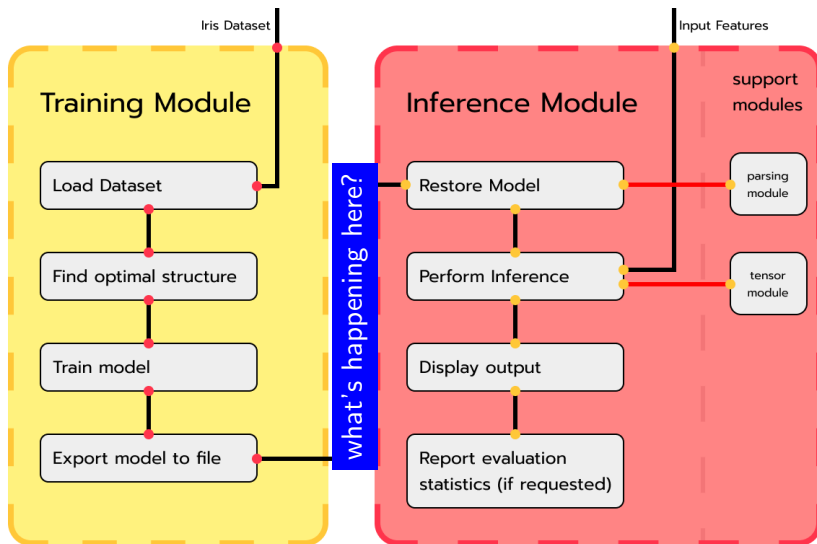 Iris Dataset
Input Features
Training Module
Load Dataset
Find optimal structure
Train model
Export model to file
what's happening here?
Inference Module
Restore Model
Perform Inference
Display output
Report evaluation
statistics (if requested)
support
modules
parsing
module
tensor
module